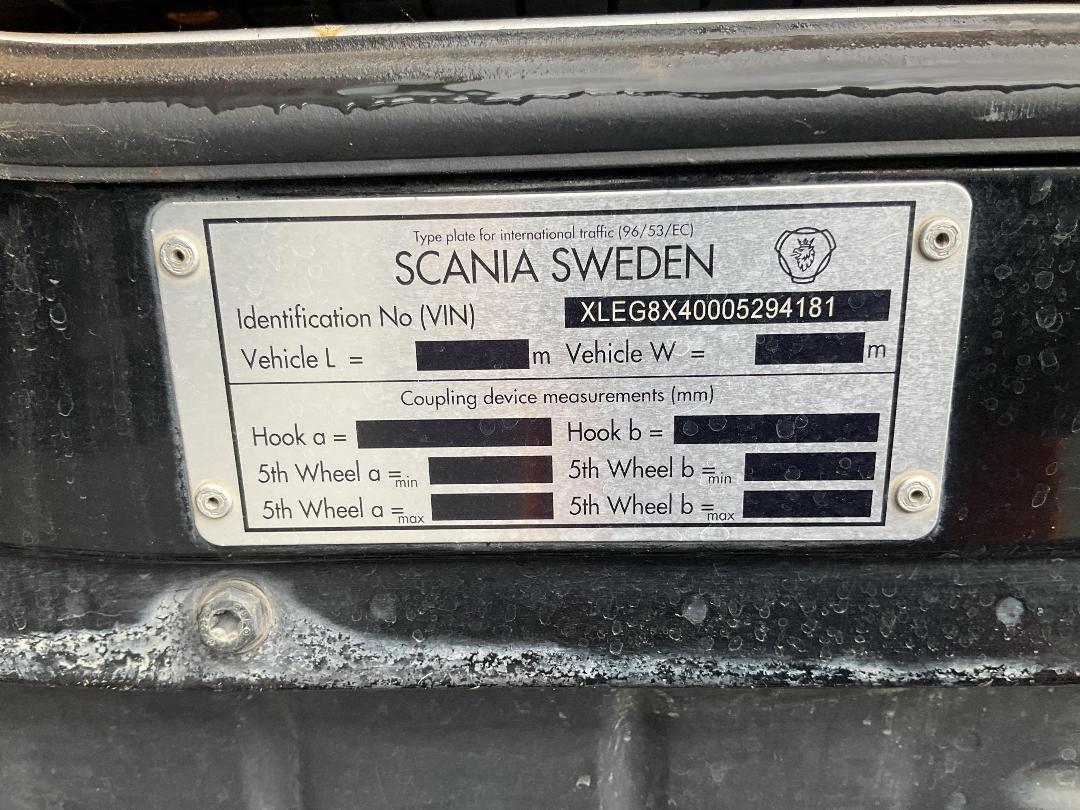 Type plate for international traffic (96/53/EC)
SCANIA SWEDEN
Identification No (VIN) XLEG8X40005294181
Vehicle L = m Vehicle W = m
Coupling device measurements (mm)
Hook a = Hook b =
5th Wheel a =min 5th Wheel b =min
5th Wheel a =max 5th Wheel b =max